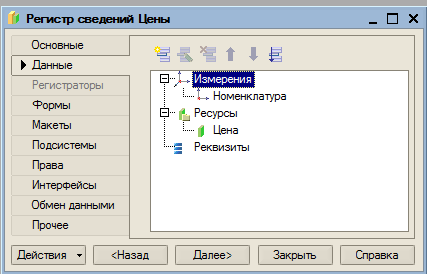 Регистр сведений Цены
Основные
Данные
Регистраторы
Формы
Макеты
Подсистемы
Права
Интерфейсы
Обмен данными
Прочее
Измерения
Номенклатура
Ресурсы
Цена
Реквизиты
Действия
<Назад
Далее>
Закрыть
Справка